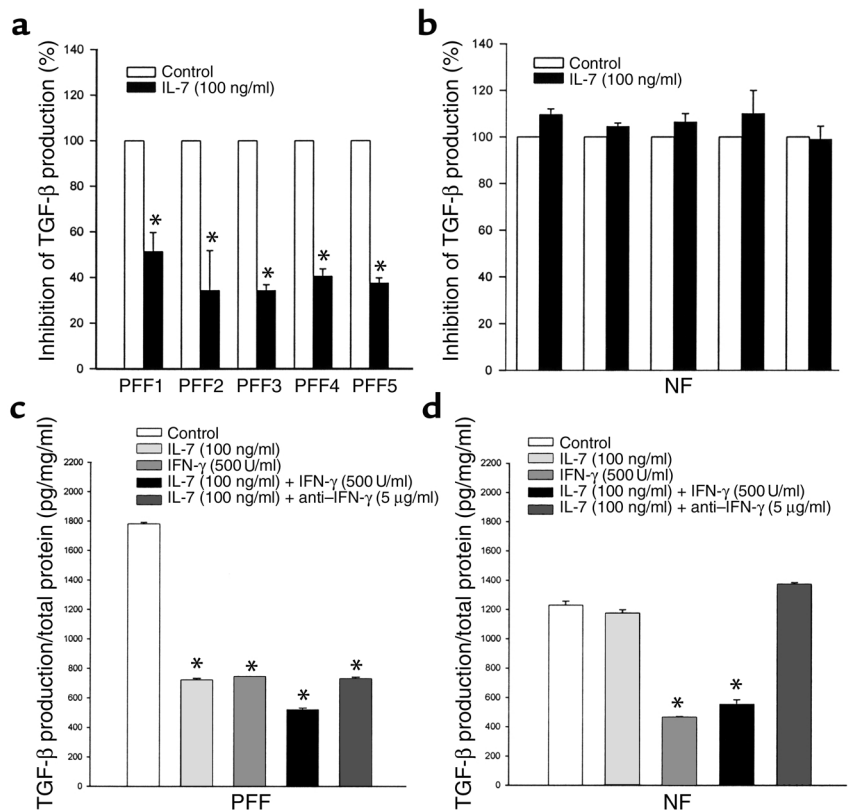 a
Inhibition of TGF-β production (%)
140
120
100
80
60
40
20
0
Control
IL-7 (100 ng/ml)
*
*
*
*
*
PFF1 PFF2 PFF3 PFF4 PFF5
b
Inhibition of TGF-β production (%)
140
120
100
80
60
40
20
0
Control
IL-7 (100 ng/ml)
NF
c
TGF-β production/total protein (pg/mg/ml)
2200
2000
1800
1600
1400
1200
1000
800
600
400
200
0
Control
IL-7 (100 ng/ml)
IFN-γ (500 U/ml)
IL-7 (100 ng/ml) + IFN-γ (500 U/ml)
IL-7 (100 ng/ml) + anti–IFN-γ (5 μg/ml)
*
*
*
*
PFF
d
TGF-β production/total protein (pg/mg/ml)
2200
2000
1800
1600
1400
1200
1000
800
600
400
200
0
Control
IL-7 (100 ng/ml)
IFN-γ (500 U/ml)
IL-7 (100 ng/ml) + IFN-γ (500 U/ml)
IL-7 (100 ng/ml) + anti–IFN-γ (5 μg/ml)
*
*
NF